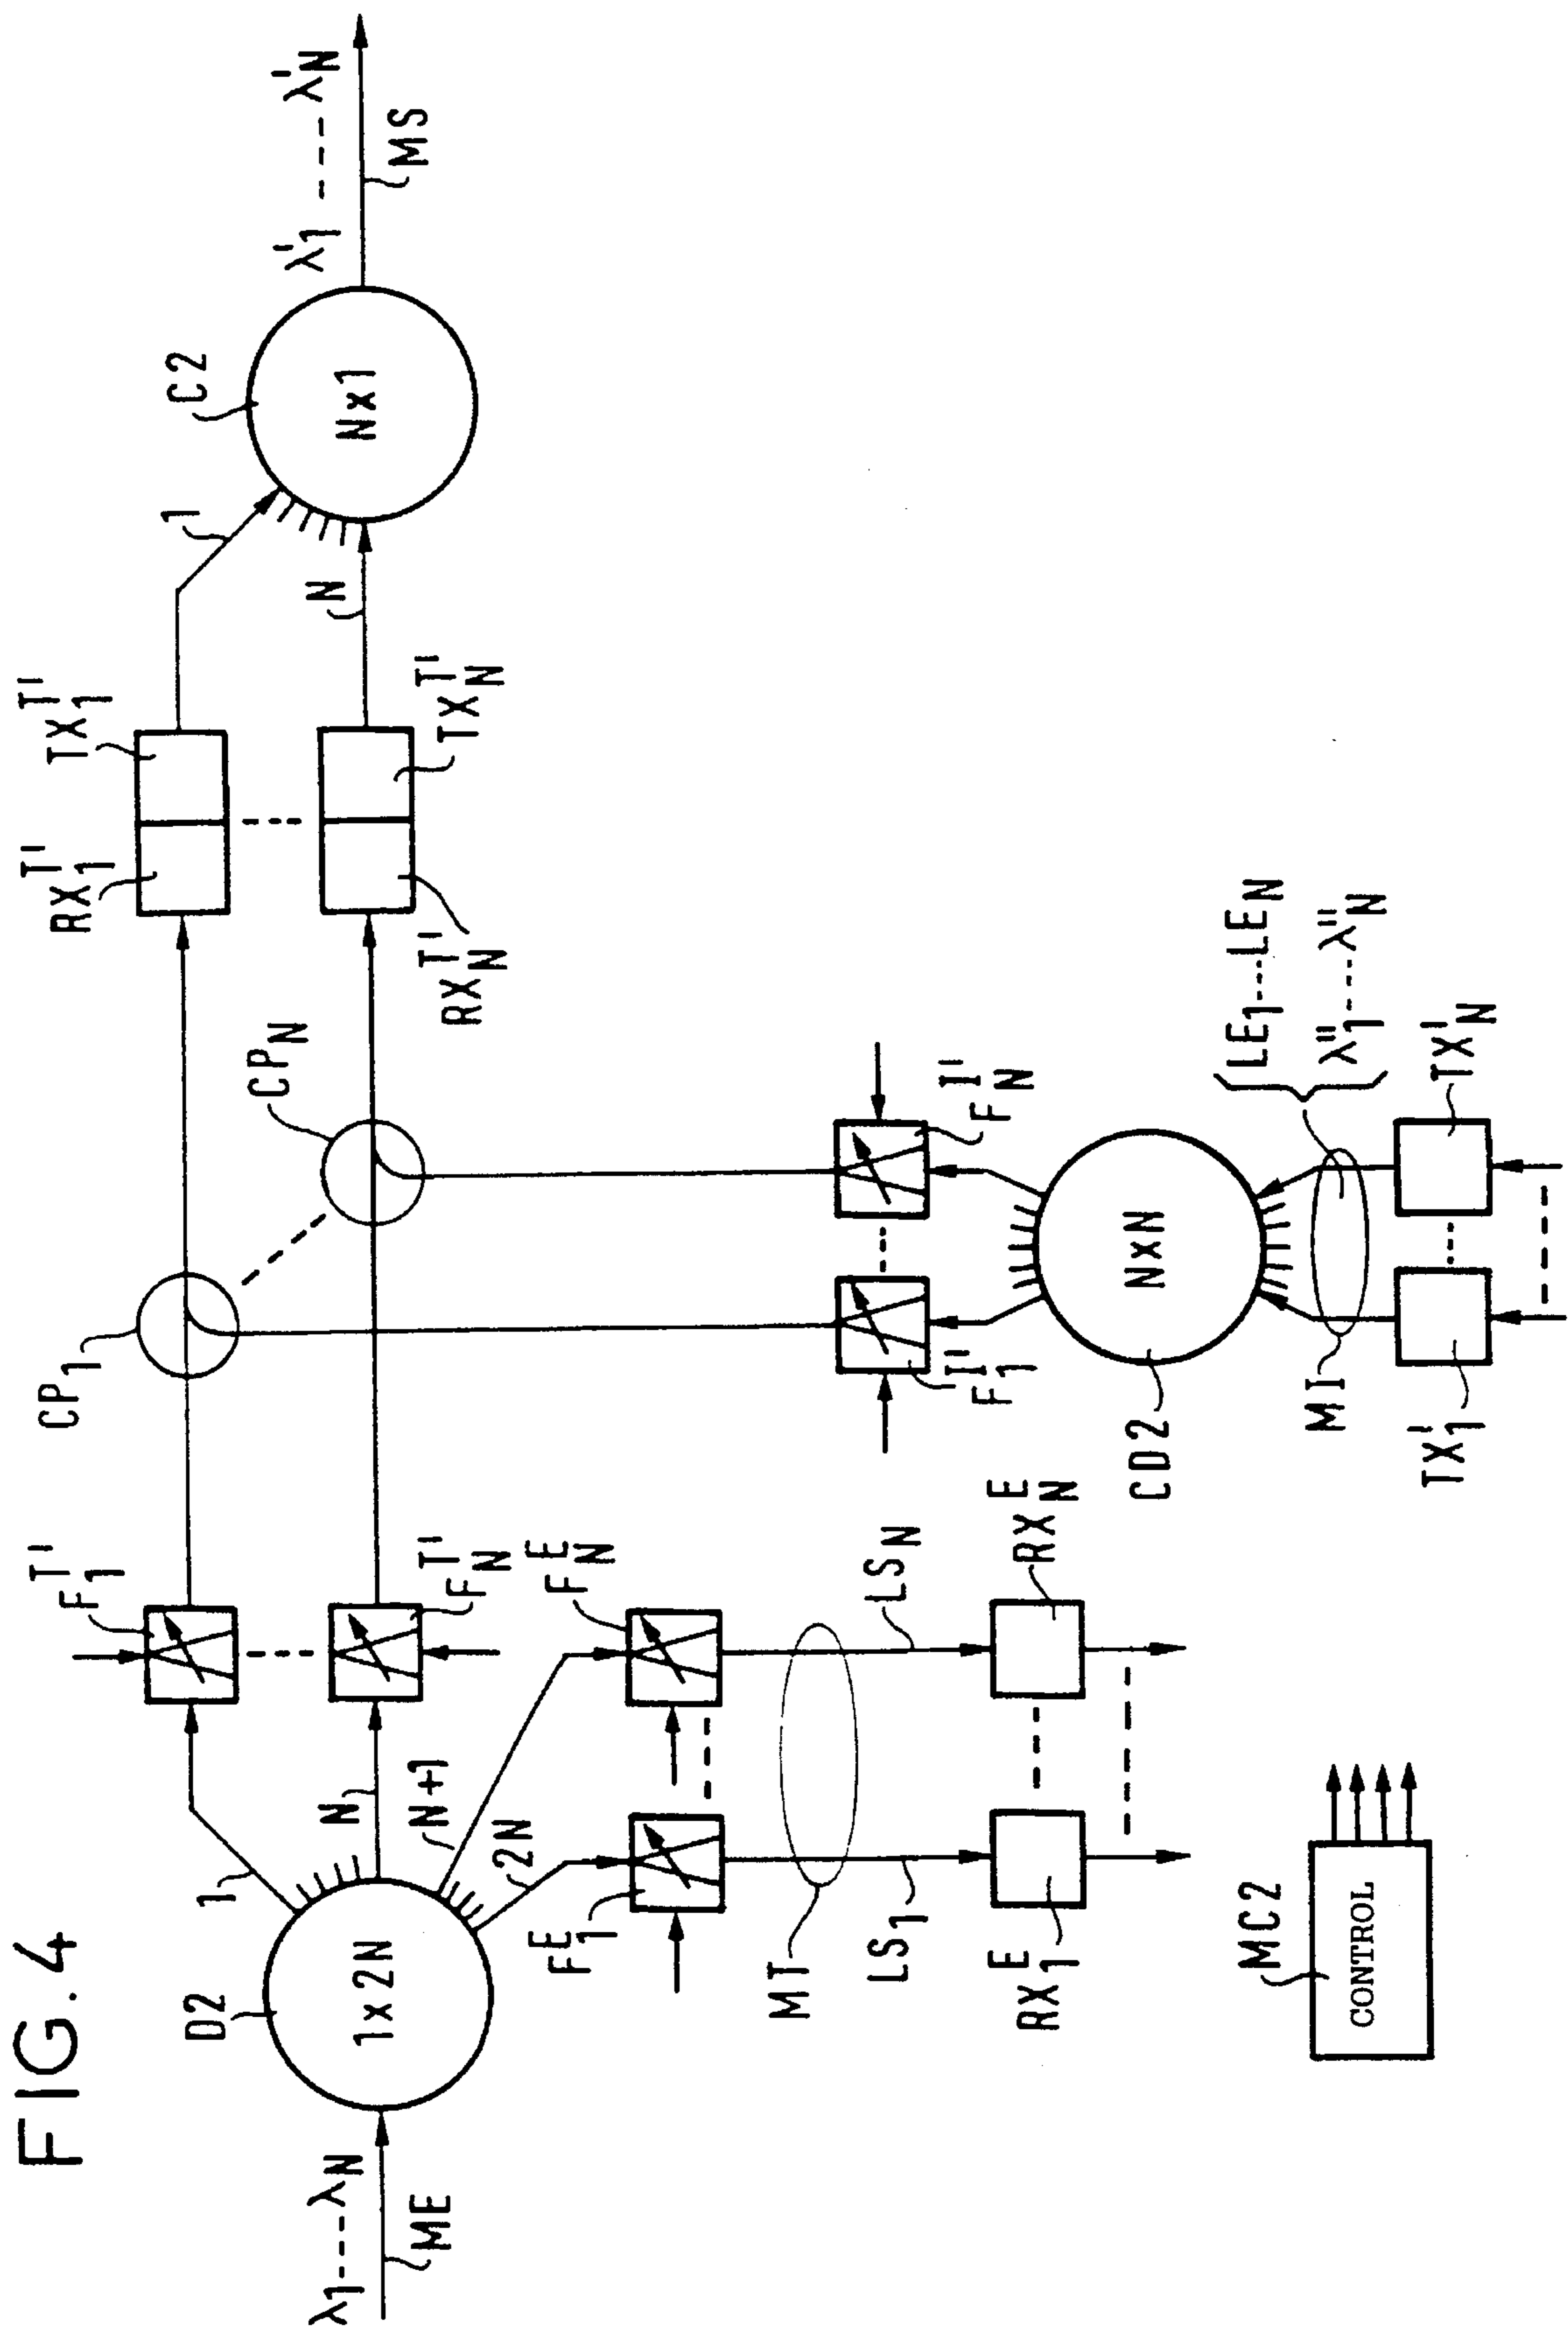 FIG. 4
λ1----λN
ME
D2
1x2N
1
N
N+1
2N
F1T'
FNT'
F1E
FNE
MT
LS1
LSN
RX1E
RXNE
MC2
CONTROL
CP1
CPN
RX1T'
TX1T'
RXNT'
TXNT'
1
N
C2
Nx1
λ'1----λ'N
MS
F1I'
FNI'
CD2
NxN
MI
LE1---LEN
λ"1---λ"N
TX'1
TX'N